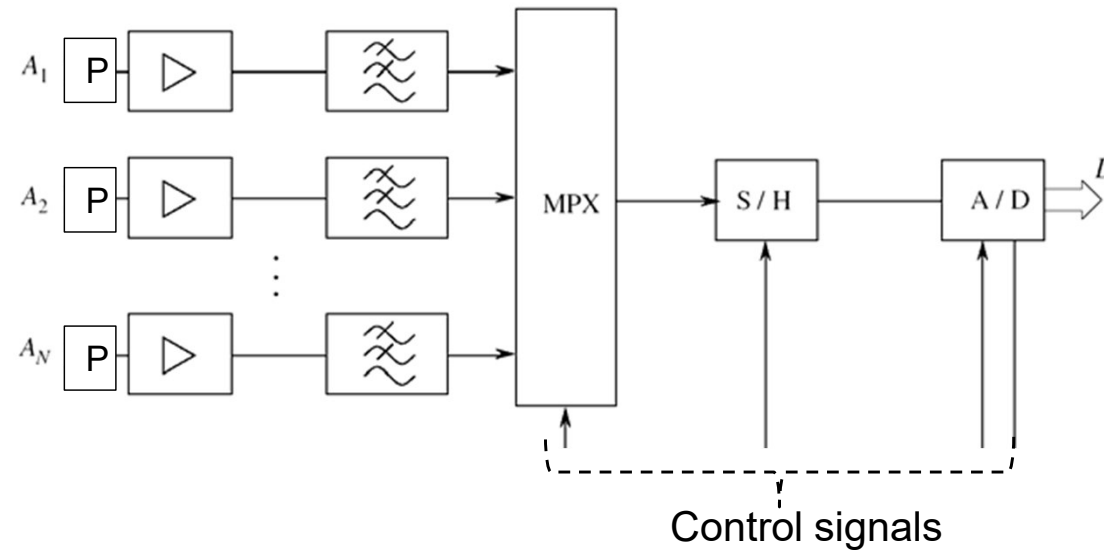 A1 P
MPX
S / H
A / D
A2 P
AN P
Control signals